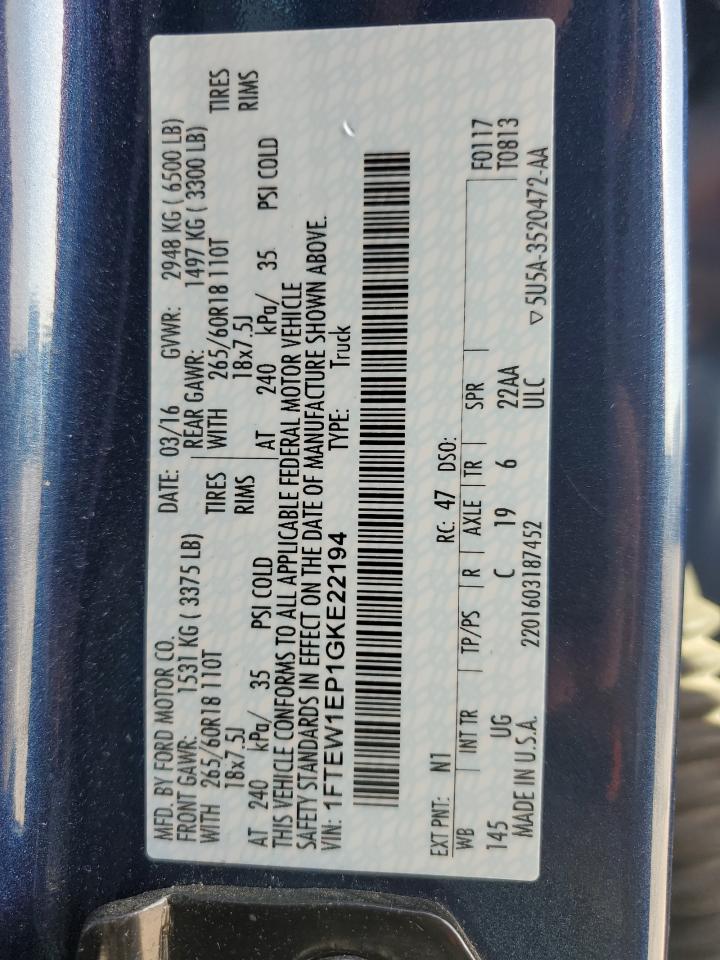 MFD. BY FORD MOTOR CO. DATE: 03/16 GVWR: 2948 KG ( 6500 LB)
FRONT GAWR: 1531 KG ( 3375 LB) REAR GAWR: 1497 KG ( 3300 LB)
WITH 265/60R18 110T TIRES WITH 265/60R18 110T TIRES
18x7.5J RIMS 18x7.5J RIMS
AT 240 kPa/ 35 PSI COLD AT 240 kPa/ 35 PSI COLD
THIS VEHICLE CONFORMS TO ALL APPLICABLE FEDERAL MOTOR VEHICLE
SAFETY STANDARDS IN EFFECT ON THE DATE OF MANUFACTURE SHOWN ABOVE.
VIN: 1FTEW1EP1GKE22194 TYPE: Truck
EXT PNT: N1 RC: 47 DSO:
WB INT TR TP/PS R AXLE TR SPR F0117
145 UG C 19 6 22AA T0813
MADE IN U.S.A. 2201603187452 ULC ▽5U5A-3520472-AA